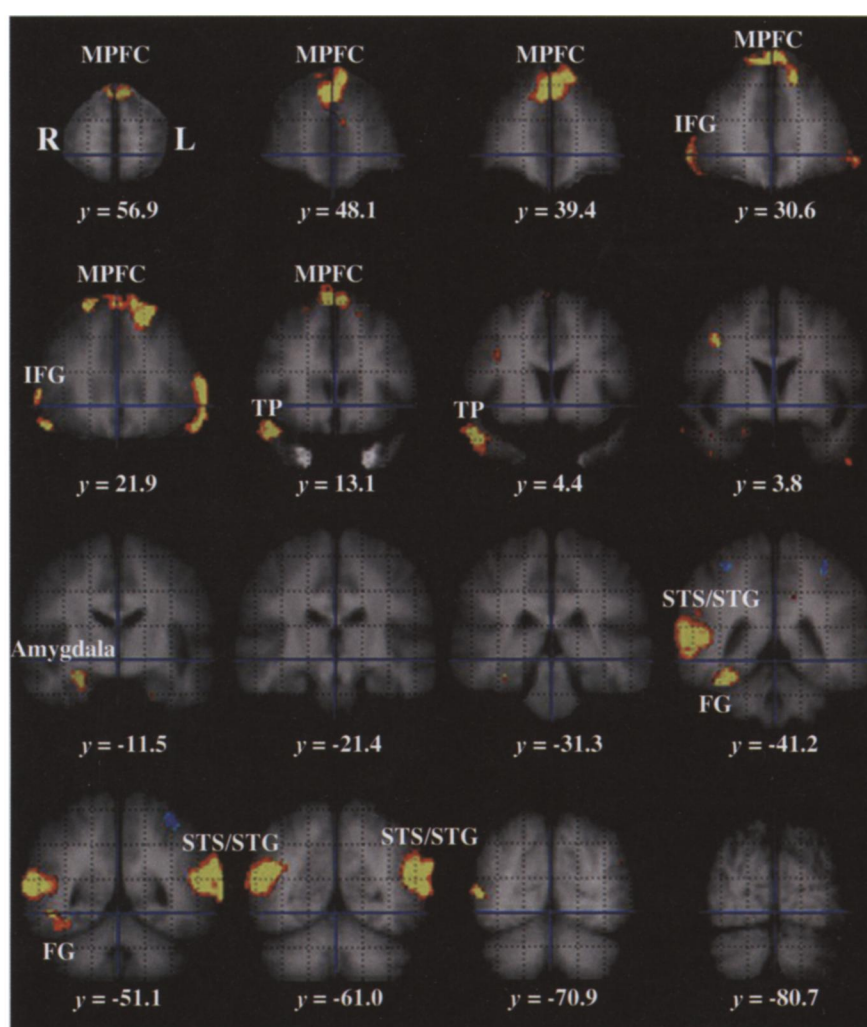 MPFC
MPFC
MPFC
MPFC
R
L
IFG
y = 56.9
y = 48.1
y = 39.4
y = 30.6
MPFC
MPFC
IFG
TP
TP
y = 21.9
y = 13.1
y = 4.4
y = 3.8
STS/STG
Amygdala
FG
y = -11.5
y = -21.4
y = -31.3
y = -41.2
STS/STG
STS/STG
FG
y = -51.1
y = -61.0
y = -70.9
y = -80.7